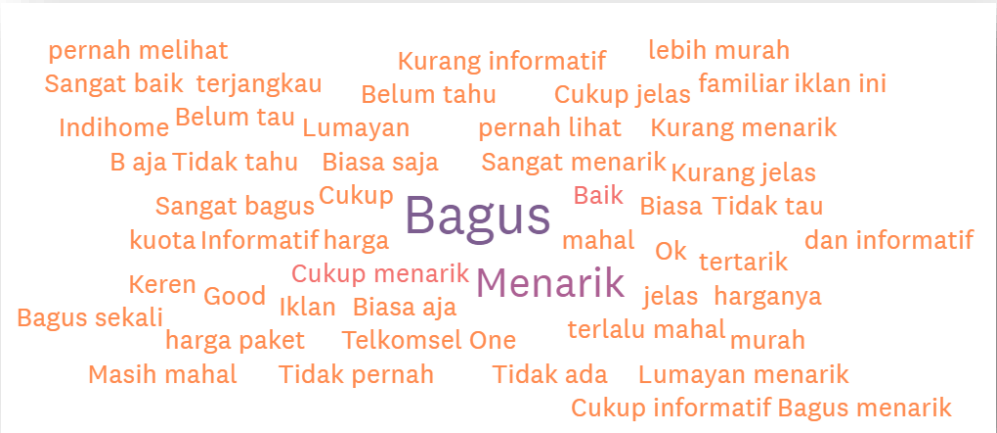 pernah melihat Kurang informatif lebih murah
Sangat baik terjangkau Belum tahu Cukup jelas familiar iklan ini
Indihome Belum tau Lumayan pernah lihat Kurang menarik
B aja Tidak tahu Biasa saja Sangat menarik Kurang jelas
Sangat bagus Cukup Bagus Baik Biasa Tidak tau
kuota Informatif harga mahal Ok tertarik dan informatif
Keren Good Cukup menarik Menarik jelas harganya
Bagus sekali Iklan Biasa aja terlalu mahal murah
harga paket Telkomsel One
Masih mahal Tidak pernah Tidak ada Lumayan menarik
Cukup informatif Bagus menarik